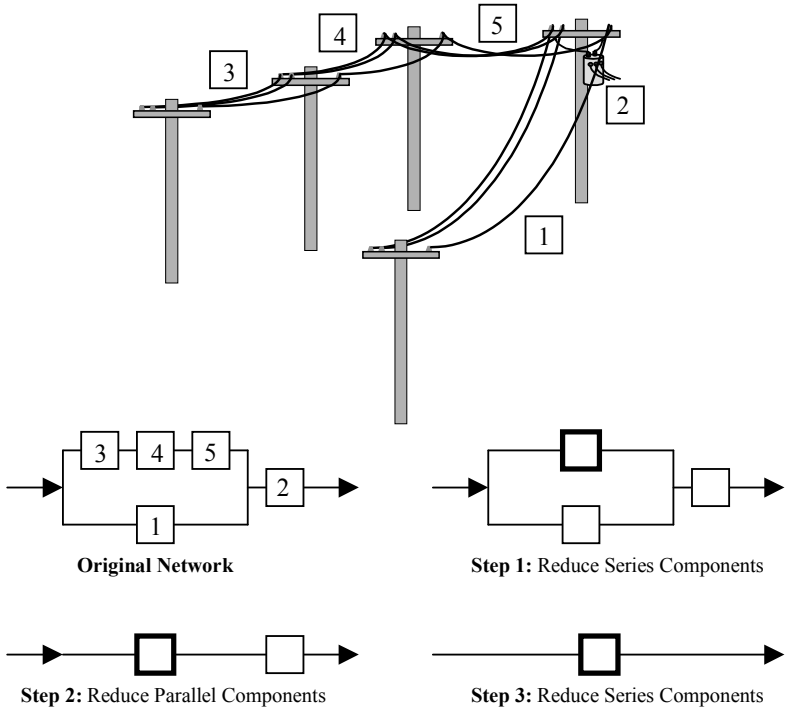 5
4
3
2
1
3 4 5
2
1
Original Network
Step 1: Reduce Series Components
Step 2: Reduce Parallel Components
Step 3: Reduce Series Components